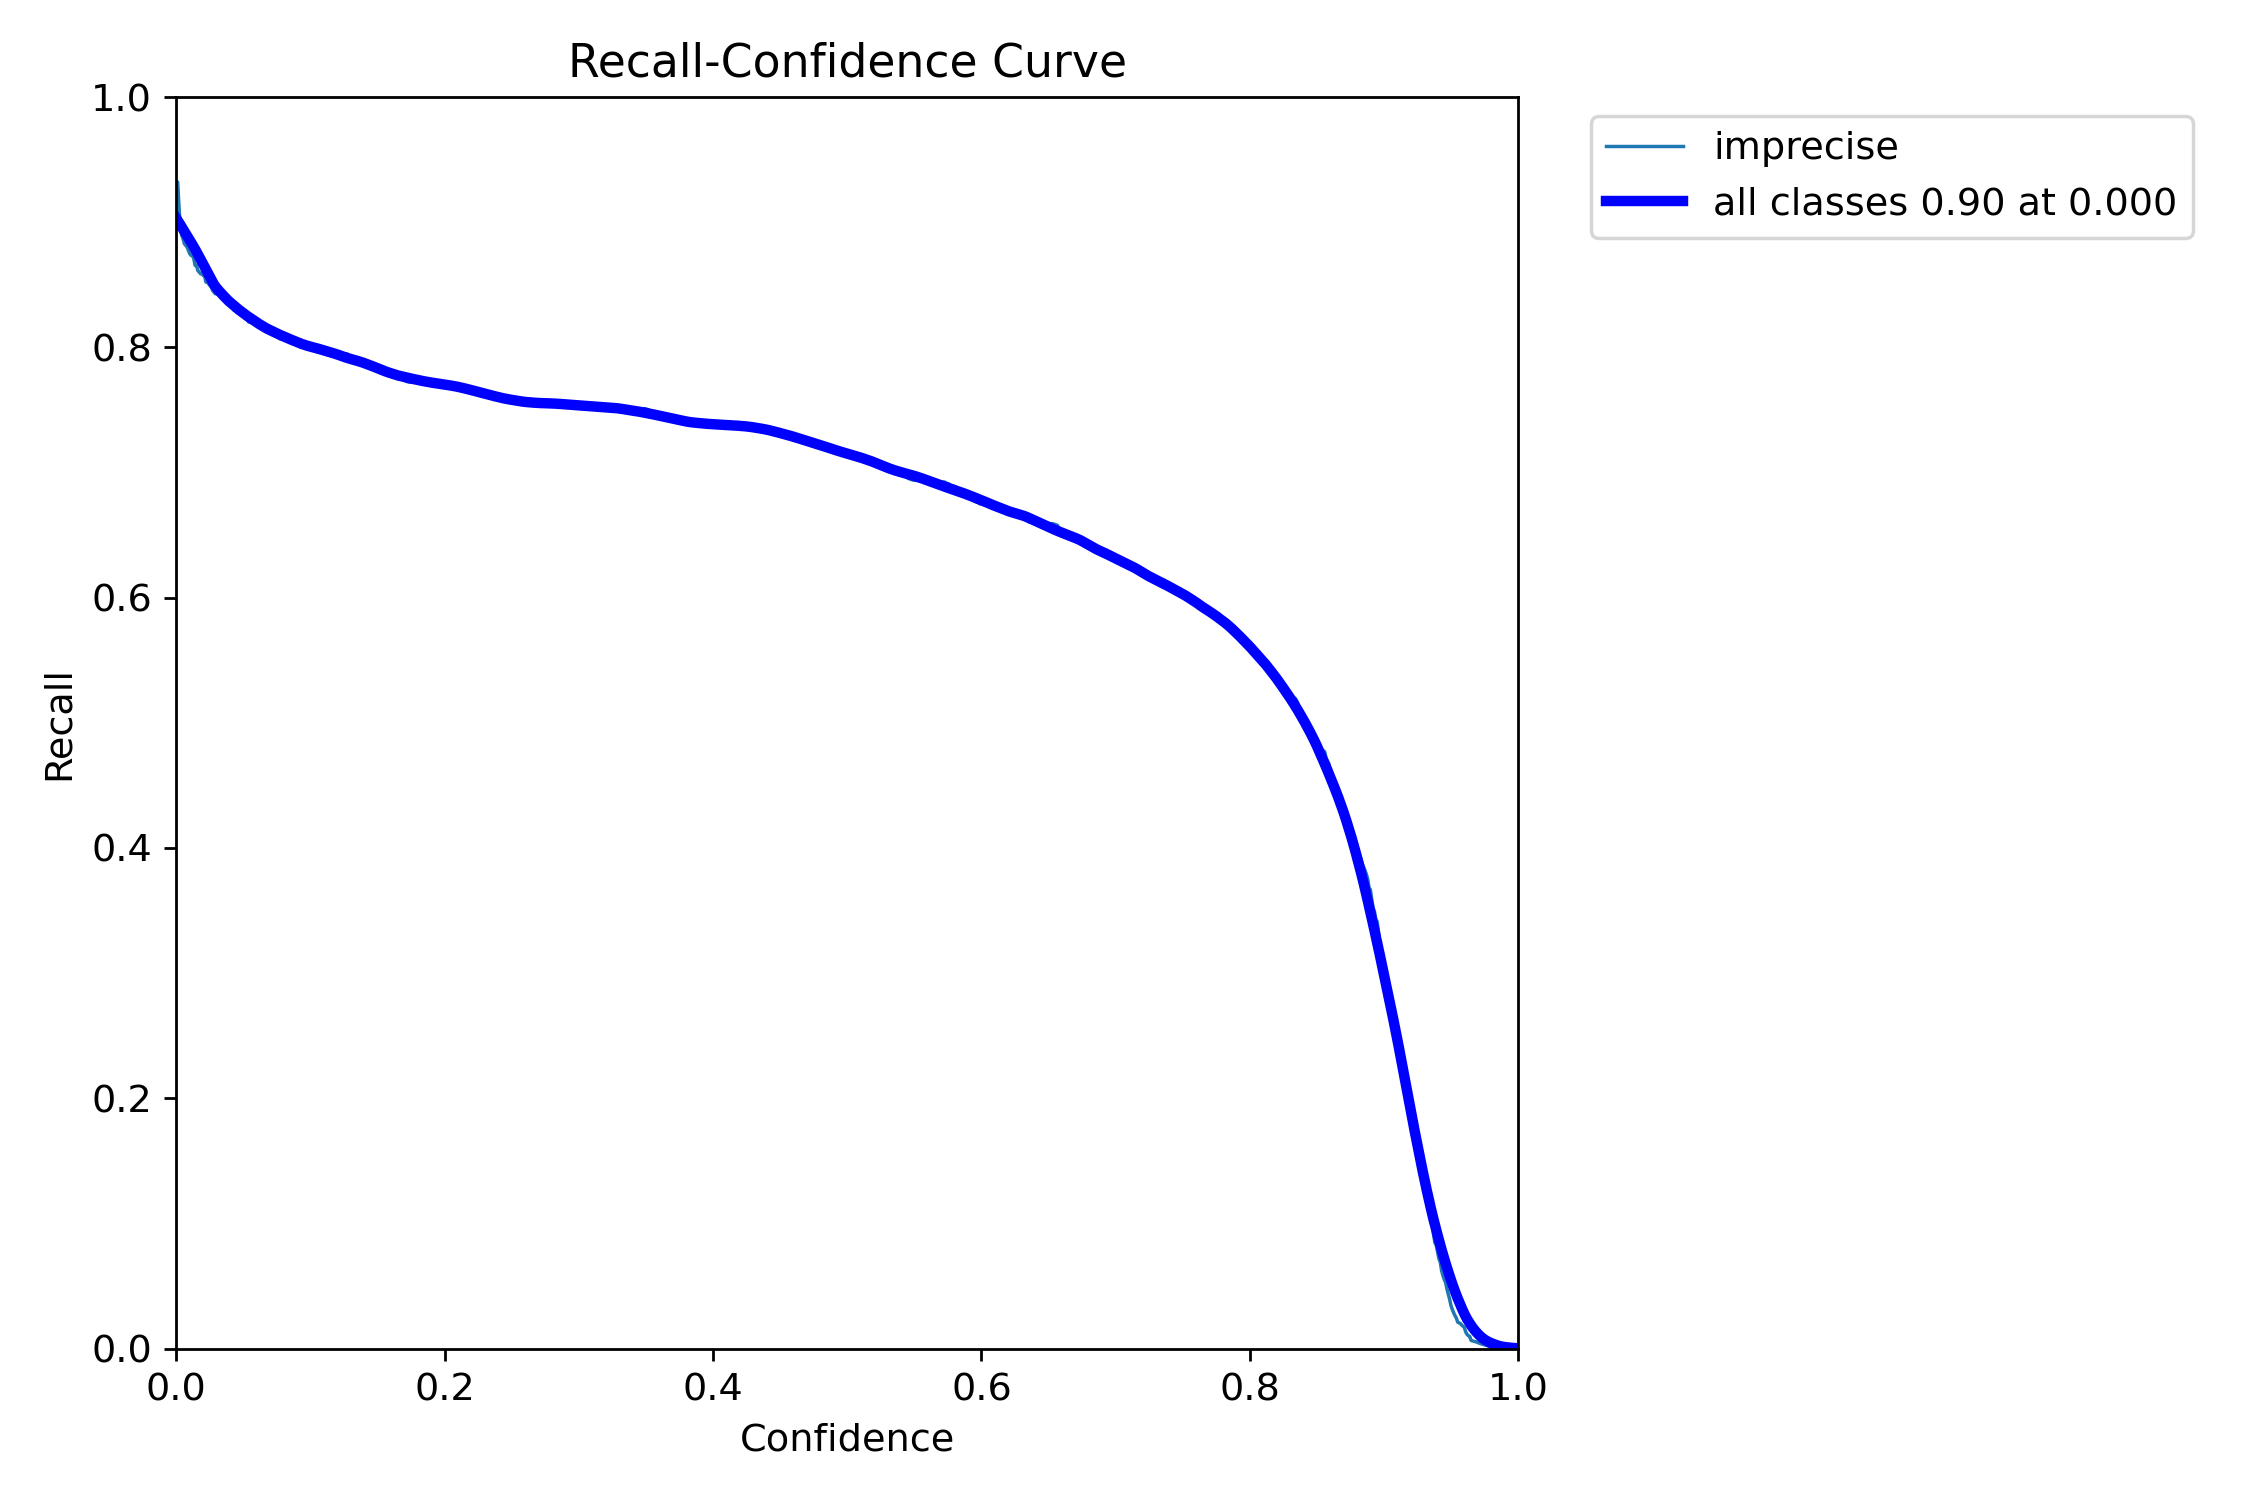 Recall-Confidence Curve
imprecise
all classes 0.90 at 0.000
1.0
0.8
0.6
0.4
0.2
0.0
Recall
0.0 0.2 0.4 0.6 0.8 1.0
Confidence